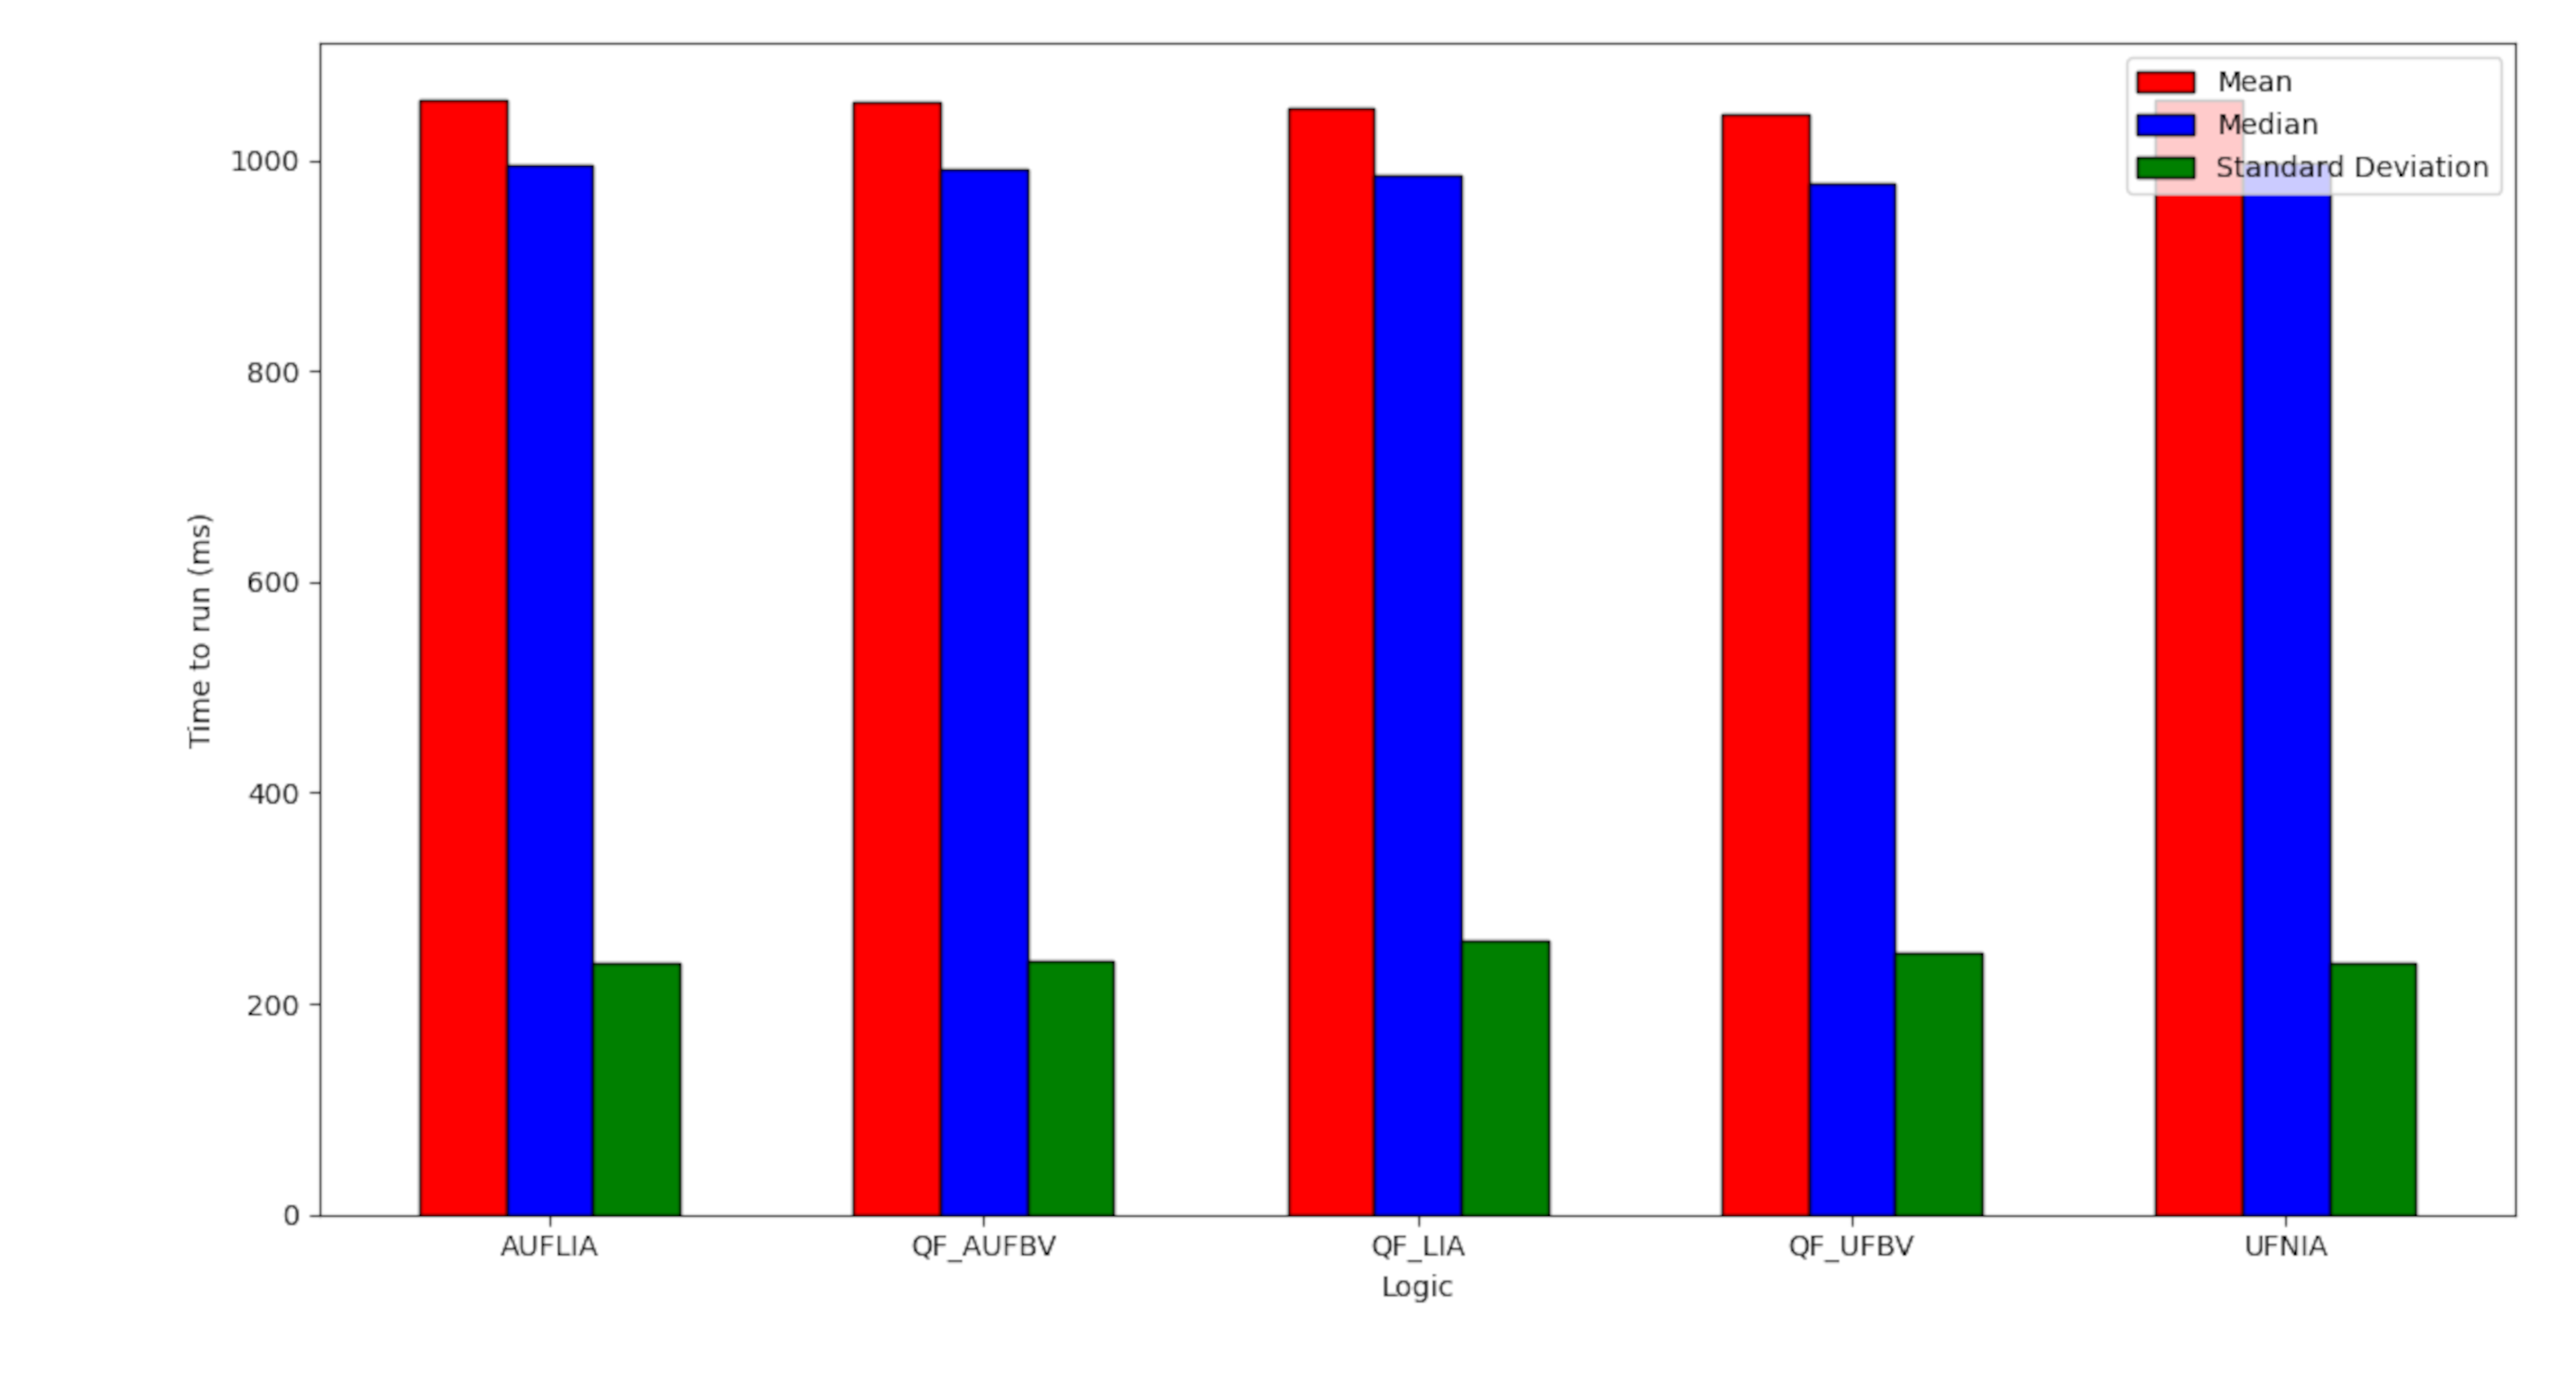 Mean
Median
Standard Deviation
1000
800
600
400
200
0
Time to run (ms)
AUFLIA QF_AUFBV QF_LIA QF_UFBV UFNIA
Logic